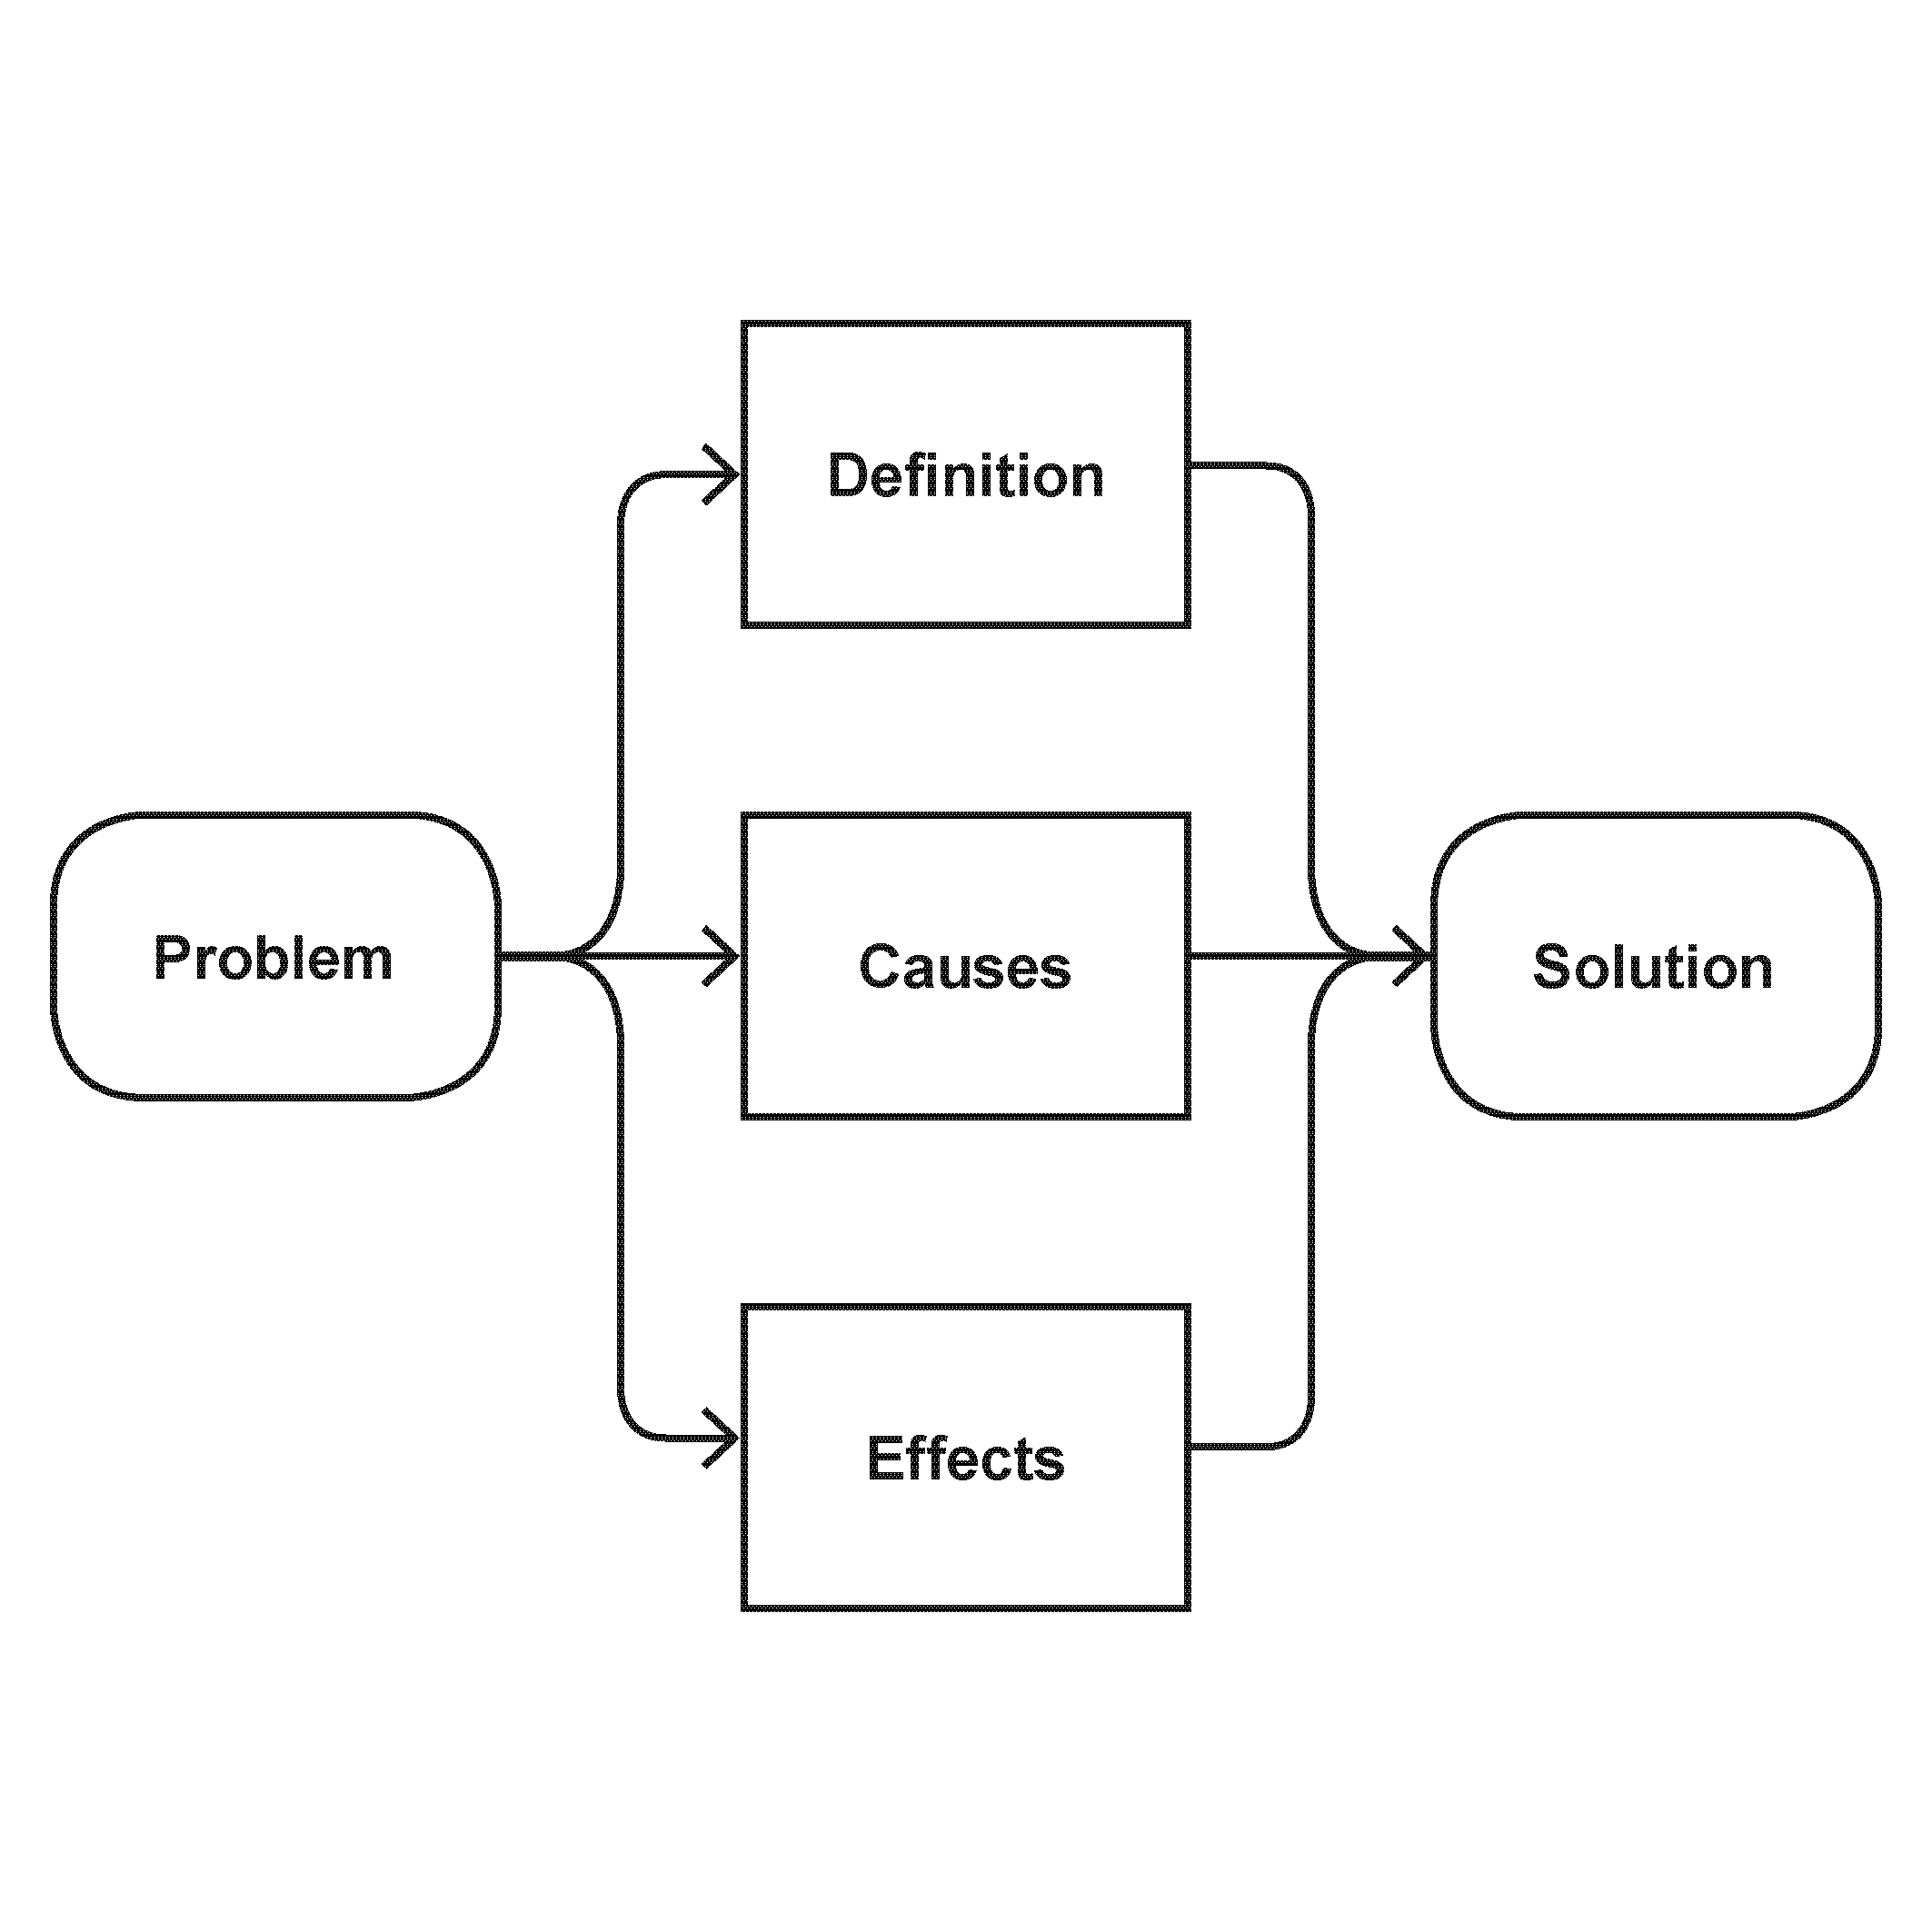 Problem
Definition
Causes
Effects
Solution